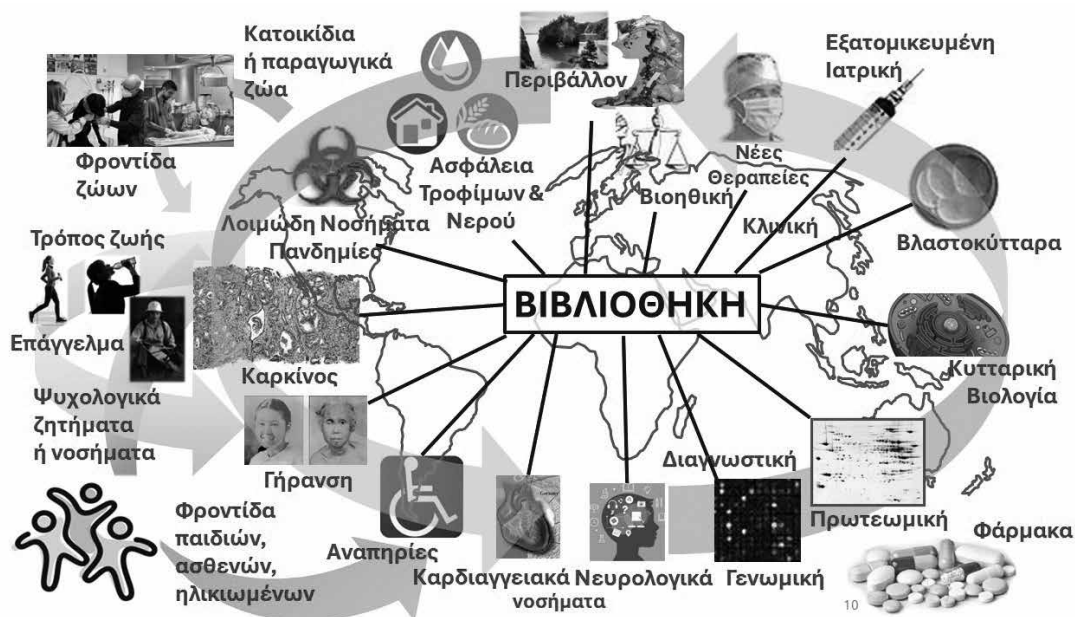 Κατοικίδια
ή παραγωγικά
ζώα
Περιβάλλον
Εξατομικευμένη
Ιατρική
Φροντίδα
ζώων
Ασφάλεια
Τροφίμων &
Νερού
Βιοηθική
Νέες
Θεραπείες
Κλινική
Βλαστοκύτταρα
Λοιμώδη Νοσήματα
Πανδημίες
Τρόπος ζωής
ΒΙΒΛΙΟΘΗΚΗ
Επάγγελμα
Καρκίνος
Κυτταρική
Βιολογία
Ψυχολογικά
ζητήματα
ή νοσήματα
Γήρανση
Διαγνωστική
Πρωτεωμική
Φροντίδα
παιδιών,
ασθενών,
ηλικιωμένων
Αναπηρίες
Καρδιαγγειακά
νοσήματα
Νευρολογικά
Γενωμική
Φάρμακα
10